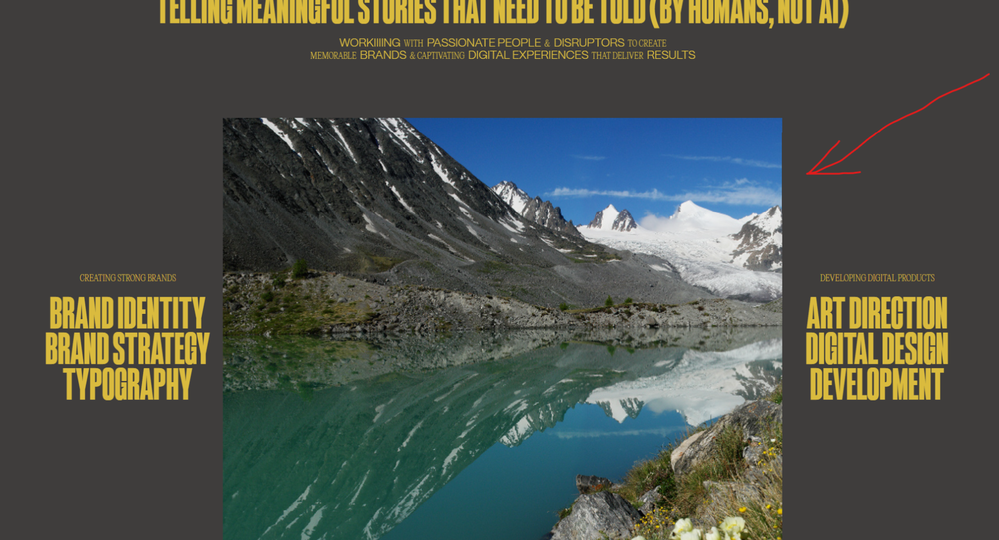 TELLING MEANINGFUL STORIES THAT NEED TO BE TOLD (BY HUMANS, NOT AI)
WORKIIIING WITH PASSIONATE PEOPLE & DISRUPTORS TO CREATE
MEMORABLE BRANDS & CAPTIVATING DIGITAL EXPERIENCES THAT DELIVER RESULTS
CREATING STRONG BRANDS
BRAND IDENTITY
BRAND STRATEGY
TYPOGRAPHY
DEVELOPING DIGITAL PRODUCTS
ART DIRECTION
DIGITAL DESIGN
DEVELOPMENT